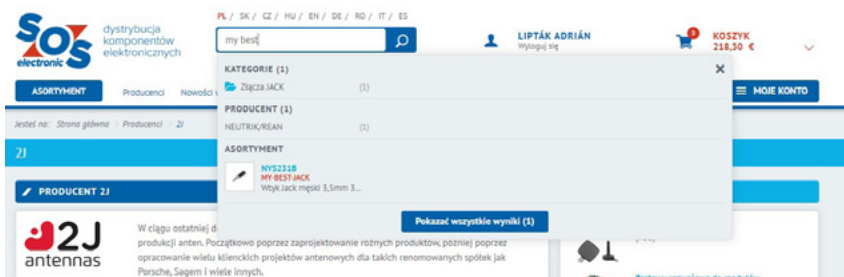 PL / SK / CZ / HU / EN / DE / RO / IT / ES
SOS
electronic
dystrybucja
komponentów
elektronicznych
my best
LIPTÁK ADRIÁN
Wyloguj się
3
KOSZYK
218,30 €
ASORTYMENT
Producenci
Nowości
MOJE KONTO
KATEGORIE (1)
Złącza JACK (1)
PRODUCENT (1)
NEUTRIK/REAN (1)
ASORTYMENT
NYS231B
MY-BEST-JACK
Wtyk Jack męski 3,5mm 3...
Pokazać wszystkie wyniki (1)
Jesteś na: Strona główna Producenci 2J
2J
PRODUCENT 2J
2J
antennas
W ciągu ostatniej
produkcji anten. Początkowo poprzez zaprojektowanie różnych produktów, później poprzez
opracowanie wielu klienckich projektów antenowych dla takich renomowanych spółek jak
Porsche, Sagem i wiele innych.